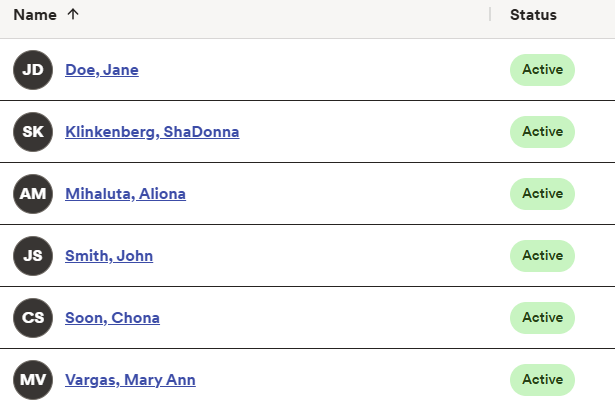 Name ↑ Status
JD Doe, Jane Active
SK Klinkenberg, ShaDonna Active
AM Mihaluta, Aliona Active
JS Smith, John Active
CS Soon, Chona Active
MV Vargas, Mary Ann Active